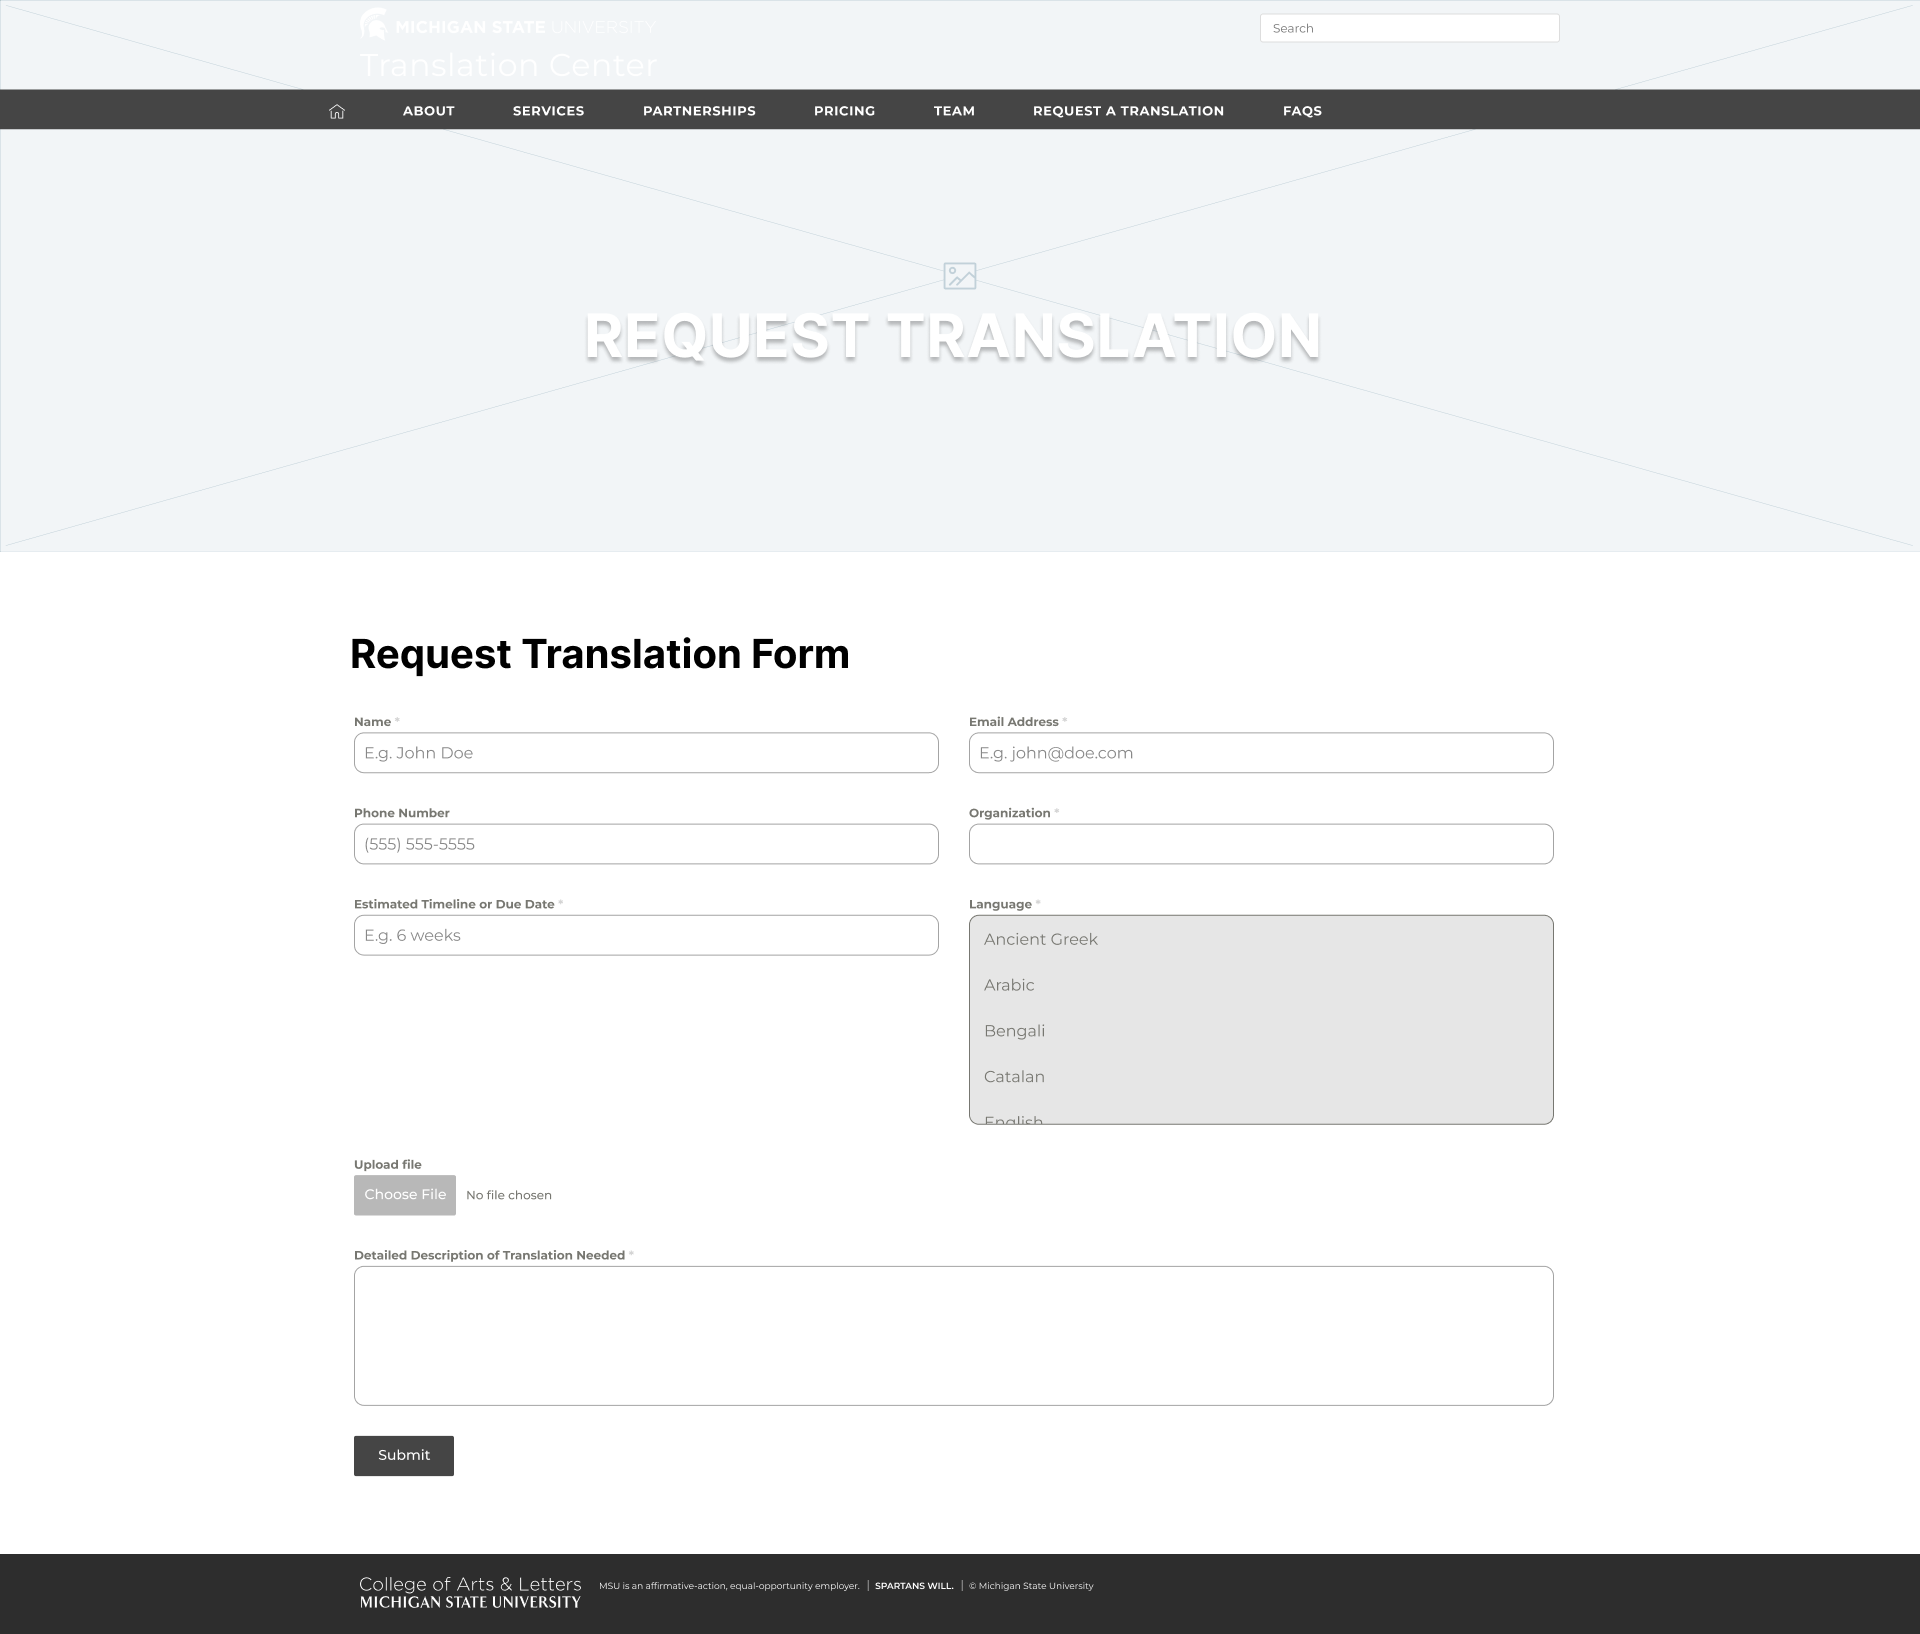 MICHIGAN STATE UNIVERSITY
Translation Center
Search
ABOUT SERVICES PARTNERSHIPS PRICING TEAM REQUEST A TRANSLATION FAQS
REQUEST TRANSLATION
Request Translation Form
Name *
E.g. John Doe
Email Address *
E.g. john@doe.com
Phone Number
(555) 555-5555
Organization *
Estimated Timeline or Due Date *
E.g. 6 weeks
Language *
Ancient Greek
Arabic
Bengali
Catalan
English
Upload file
Choose File No file chosen
Detailed Description of Translation Needed *
Submit
College of Arts & Letters
MICHIGAN STATE UNIVERSITY
MSU is an affirmative-action, equal-opportunity employer. | SPARTANS WILL. | © Michigan State University